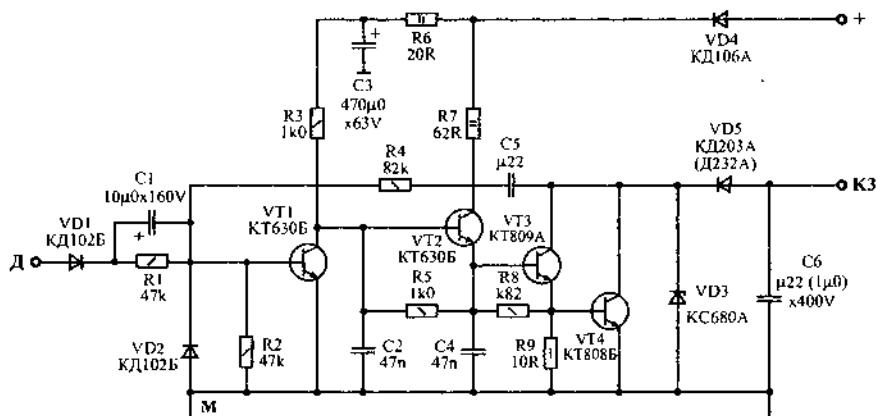 R6
20R
+
VD4
КД106А
+
C3
470µ0
x63V
R3
1k0
R7
62R
R4
82k
C5
µ22
VD5
КД203А
(Д232А)
КЗ
C1
10µ0x160V
+
VD1
КД102Б
Д
R1
47k
VT1
КТ630Б
VT2
КТ630Б
VT3
КТ809А
R5
1k0
R8
k82
VT4
КТ808Б
VD3
КС680А
C6
µ22 (1µ0)
x400V
VD2
КД102Б
R2
47k
C2
47n
C4
47n
R9
10R
М